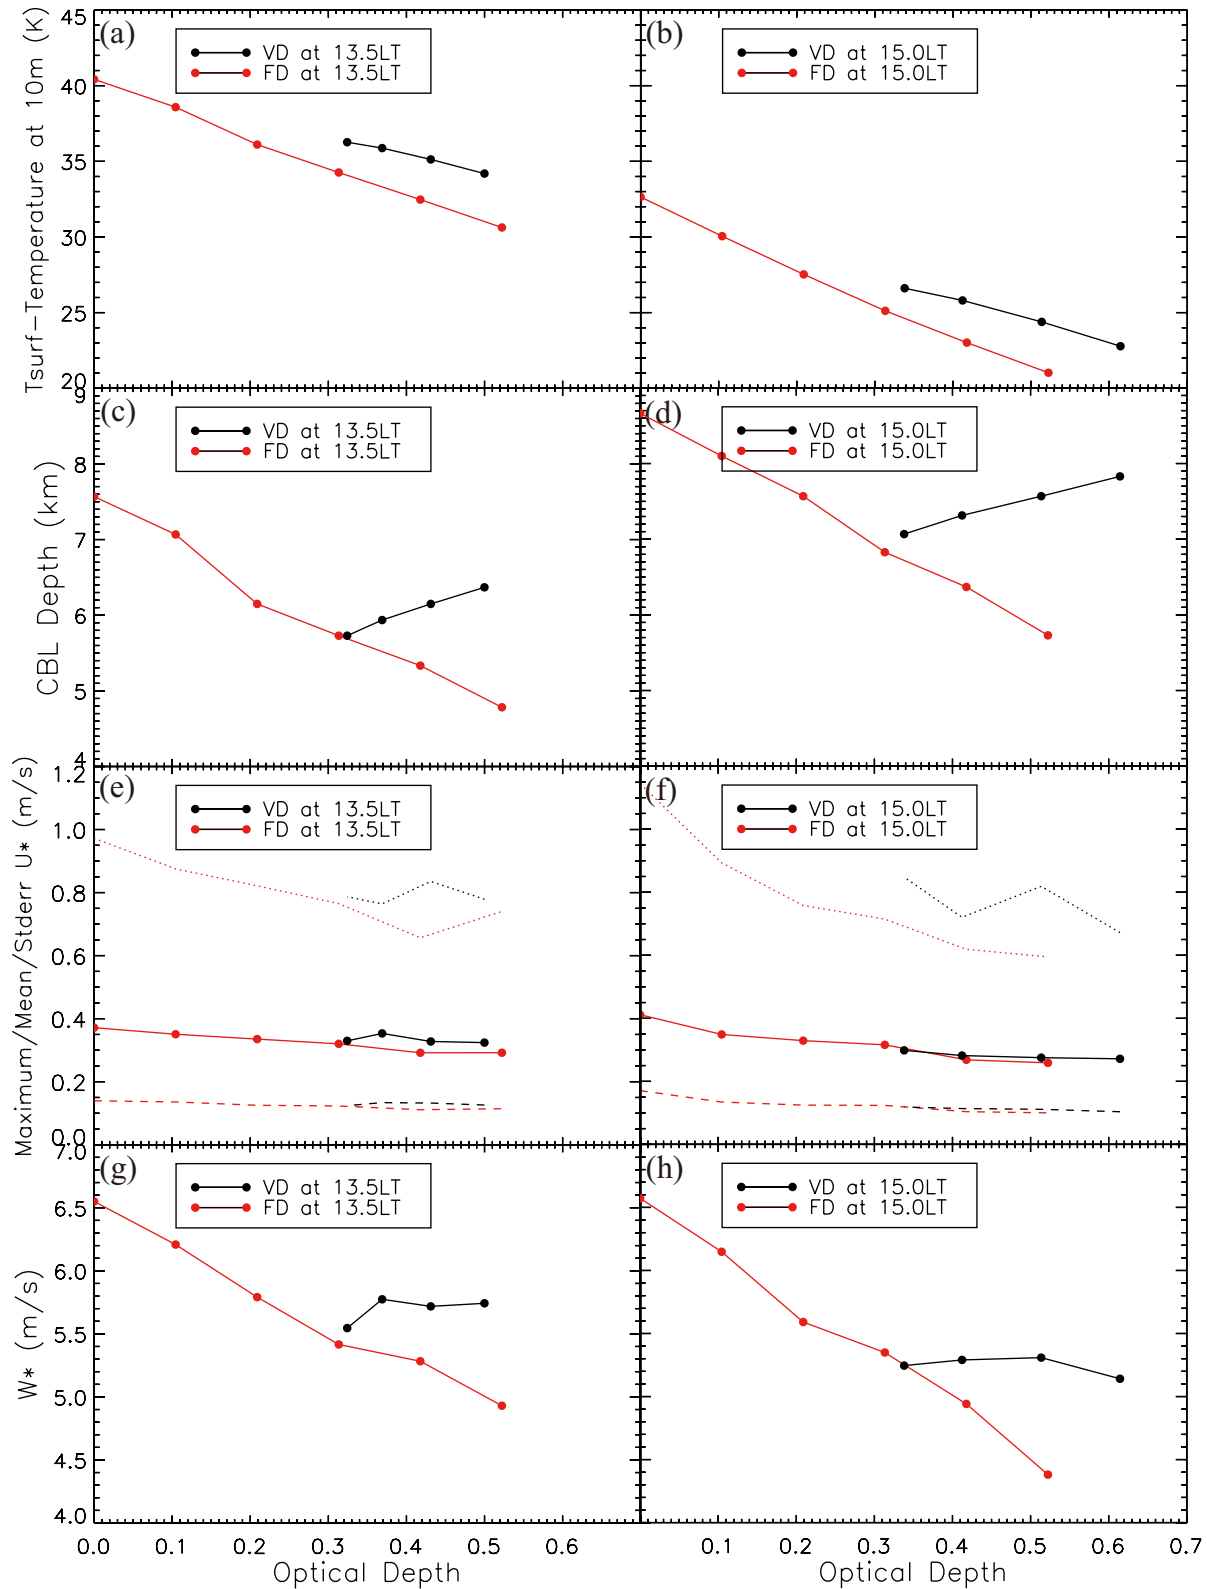 (a)
VD at 13.5LT
FD at 13.5LT
(b)
VD at 15.0LT
FD at 15.0LT
Tsurf-Temperature at 10m (K)
45
40
35
30
25
20
(c)
VD at 13.5LT
FD at 13.5LT
(d)
VD at 15.0LT
FD at 15.0LT
CBL Depth (km)
9
8
7
6
5
4
(e)
VD at 13.5LT
FD at 13.5LT
(f)
VD at 15.0LT
FD at 15.0LT
Maximum/Mean/Stderr U* (m/s)
1.2
1.0
0.8
0.6
0.4
0.2
0.0
(g)
VD at 13.5LT
FD at 13.5LT
(h)
VD at 15.0LT
FD at 15.0LT
W* (m/s)
7.0
6.5
6.0
5.5
5.0
4.5
4.0
0.0 0.1 0.2 0.3 0.4 0.5 0.6
0.1 0.2 0.3 0.4 0.5 0.6 0.7
Optical Depth
Optical Depth